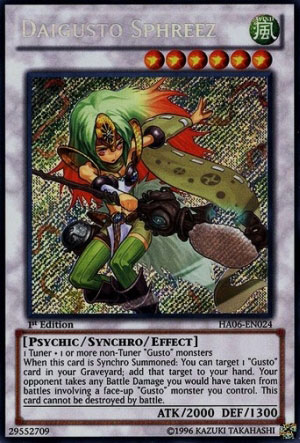 DAIGUSTO SPHREEZ
WIND
風
1st Edition
HA06-EN024
[PSYCHIC/SYNCHRO/EFFECT]
1 Tuner + 1 or more non-Tuner "Gusto" monsters
When this card is Synchro Summoned: You can target 1 "Gusto"
card in your Graveyard; add that target to your hand. Your
opponent takes any Battle Damage you would have taken from
battles involving a face-up "Gusto" monster you control. This
card cannot be destroyed by battle.
ATK/2000 DEF/1300
29552709
©1996 KAZUKI TAKAHASHI